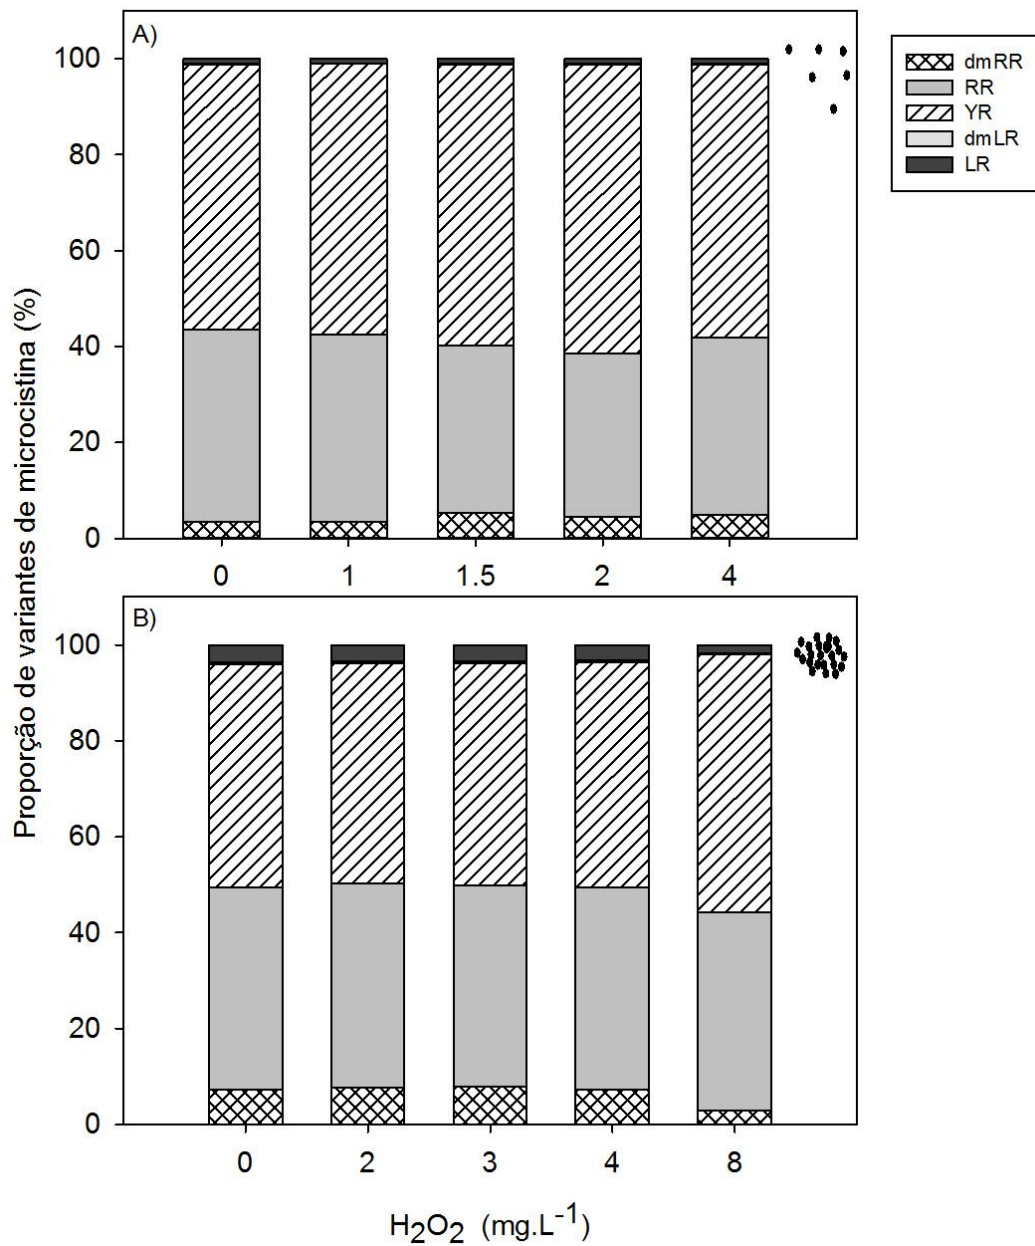 Proporção de variantes de microcistina (%)
A)
100
80
60
40
20
0
0 1 1.5 2 4
dmRR
RR
YR
dmLR
LR
B)
100
80
60
40
20
0
0 2 3 4 8
H₂O₂ (mg.L⁻¹)